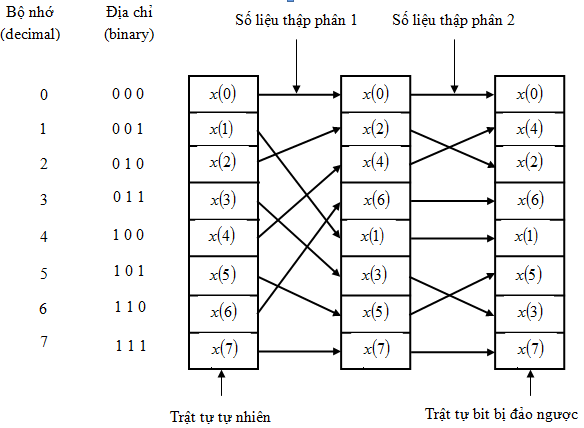 Bộ nhớ
(decimal)
Địa chỉ
(binary)
Số liệu thập phân 1
Số liệu thập phân 2
0 0 0 0 x(0) x(0) x(0)
1 0 0 1 x(1) x(2) x(4)
2 0 1 0 x(2) x(4) x(2)
3 0 1 1 x(3) x(6) x(6)
4 1 0 0 x(4) x(1) x(1)
5 1 0 1 x(5) x(3) x(5)
6 1 1 0 x(6) x(5) x(3)
7 1 1 1 x(7) x(7) x(7)
Trật tự tự nhiên
Trật tự bit bị đảo ngược